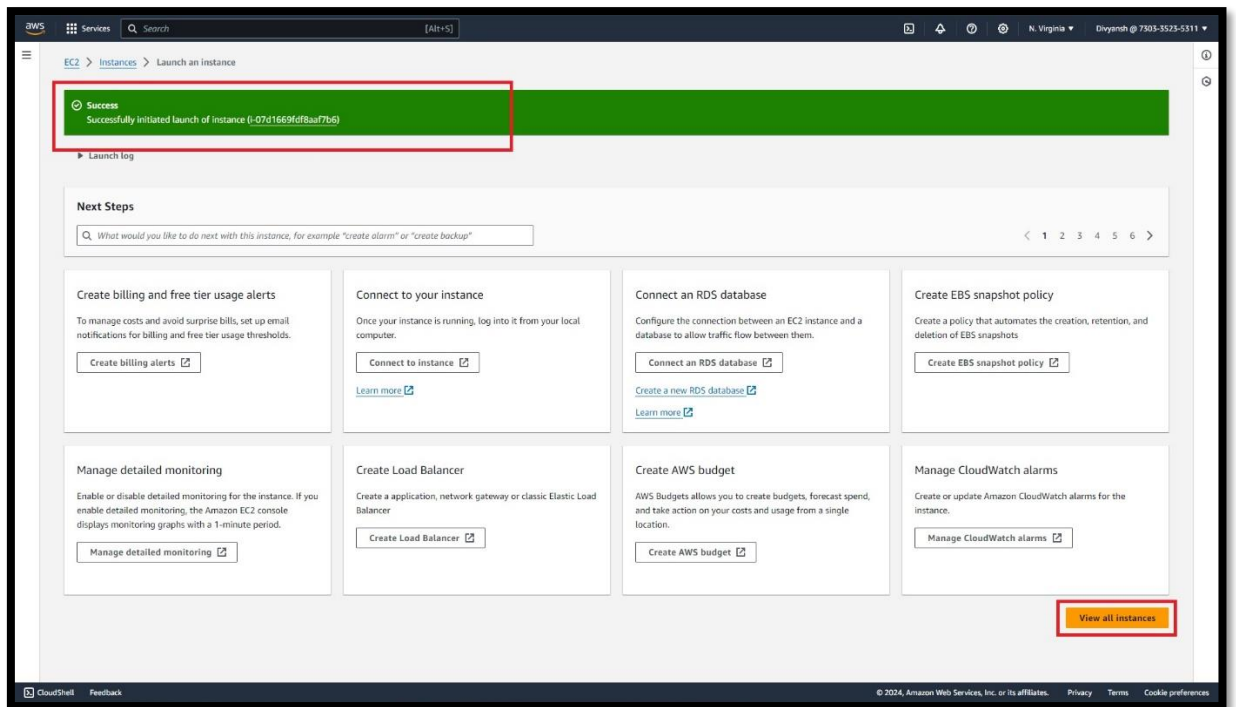 aws
Services
Search
[Alt+S]
N. Virginia
Divyansh @ 7303-3523-5311
EC2 > Instances > Launch an instance
Success
Successfully initiated launch of instance (i-07d1669fdf8aaf7b6)
Launch log
Next Steps
What would you like to do next with this instance, for example "create alarm" or "create backup"
< 1 2 3 4 5 6 >
Create billing and free tier usage alerts
To manage costs and avoid surprise bills, set up email
notifications for billing and free tier usage thresholds.
Create billing alerts
Connect to your instance
Once your instance is running, log into it from your local
computer.
Connect to instance
Learn more
Connect an RDS database
Configure the connection between an EC2 instance and a
database to allow traffic flow between them.
Connect an RDS database
Create a new RDS database
Learn more
Create EBS snapshot policy
Create a policy that automates the creation, retention, and
deletion of EBS snapshots
Create EBS snapshot policy
Manage detailed monitoring
Enable or disable detailed monitoring for the instance. If you
enable detailed monitoring, the Amazon EC2 console
displays monitoring graphs with a 1-minute period.
Manage detailed monitoring
Create Load Balancer
Create a application, network gateway or classic Elastic Load
Balancer
Create Load Balancer
Create AWS budget
AWS Budgets allows you to create budgets, forecast spend,
and take action on your costs and usage from a single
location.
Create AWS budget
Manage CloudWatch alarms
Create or update Amazon CloudWatch alarms for the
instance.
Manage CloudWatch alarms
View all instances
CloudShell
Feedback
© 2024, Amazon Web Services, Inc. or its affiliates.
Privacy
Terms
Cookie preferences